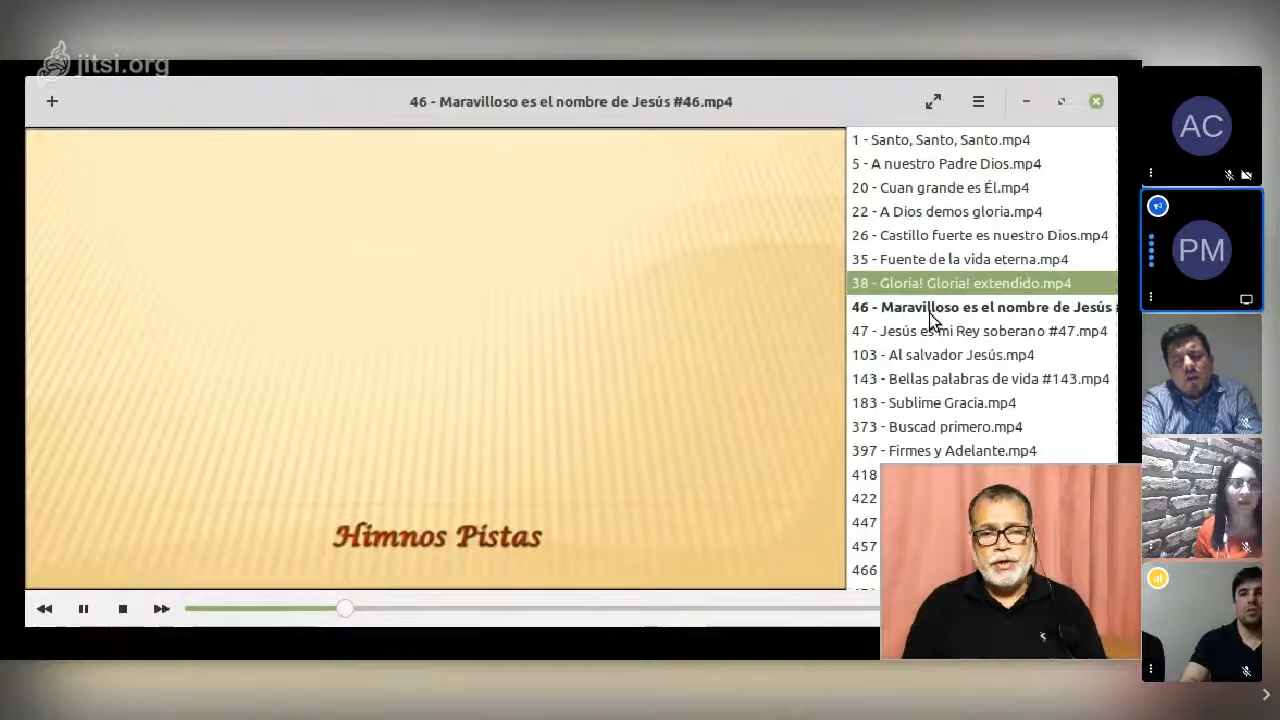 jitsi.org
46 - Maravilloso es el nombre de Jesús #46.mp4
1 - Santo, Santo, Santo.mp4
5 - A nuestro Padre Dios.mp4
20 - Cuan grande es Él.mp4
22 - A Dios demos gloria.mp4
26 - Castillo fuerte es nuestro Dios.mp4
35 - Fuente de la vida eterna.mp4
38 - Gloria! Gloria! extendido.mp4
46 - Maravilloso es el nombre de Jesús #
47 - Jesús es mi Rey soberano #47.mp4
103 - Al salvador Jesús.mp4
143 - Bellas palabras de vida #143.mp4
183 - Sublime Gracia.mp4
373 - Buscad primero.mp4
397 - Firmes y Adelante.mp4
418
422
447
457
466
Himnos Pistas
AC
PM